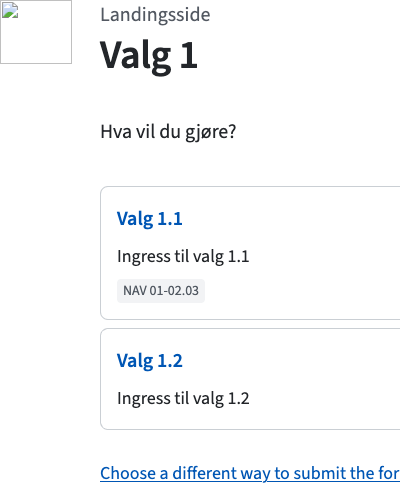 Landingsside
Valg 1
Hva vil du gjøre?
Valg 1.1
Ingress til valg 1.1
NAV 01-02.03
Valg 1.2
Ingress til valg 1.2
Choose a different way to submit the for